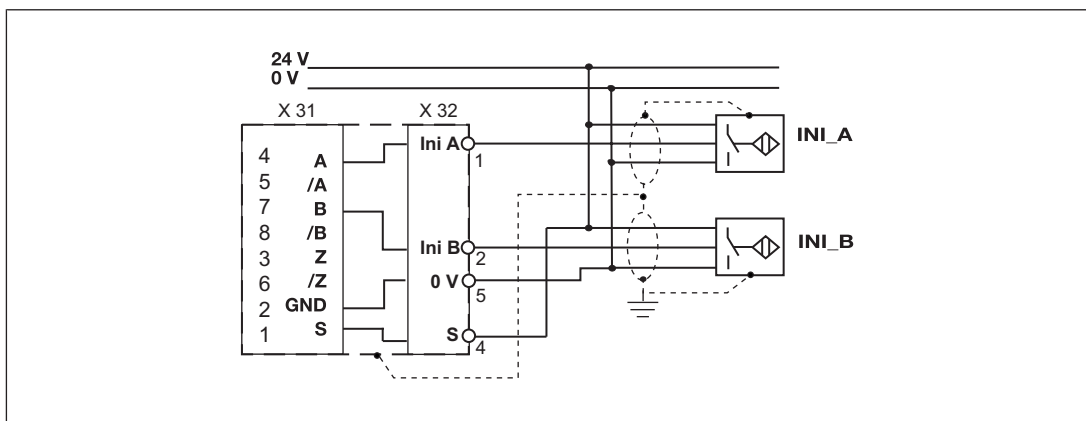 24 V
0 V
X 31
X 32
4 A
5 /A
7 B
8 /B
3 Z
6 /Z
2 GND
1 S
Ini A
1
Ini B
2
0 V
5
S
4
INI_A
INI_B